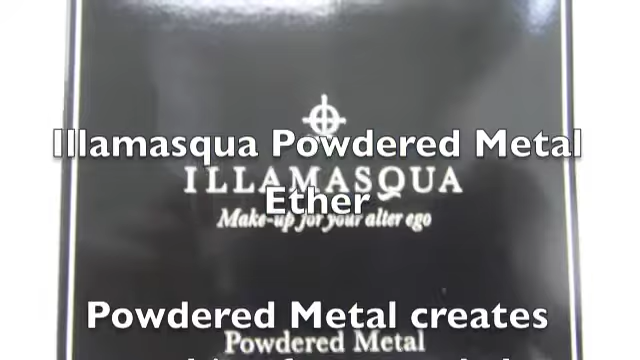 Illamasqua Powdered Metal
ILLAMASQUA
Ether
Make-up for your alter ego
Powdered Metal creates
Powdered Metal